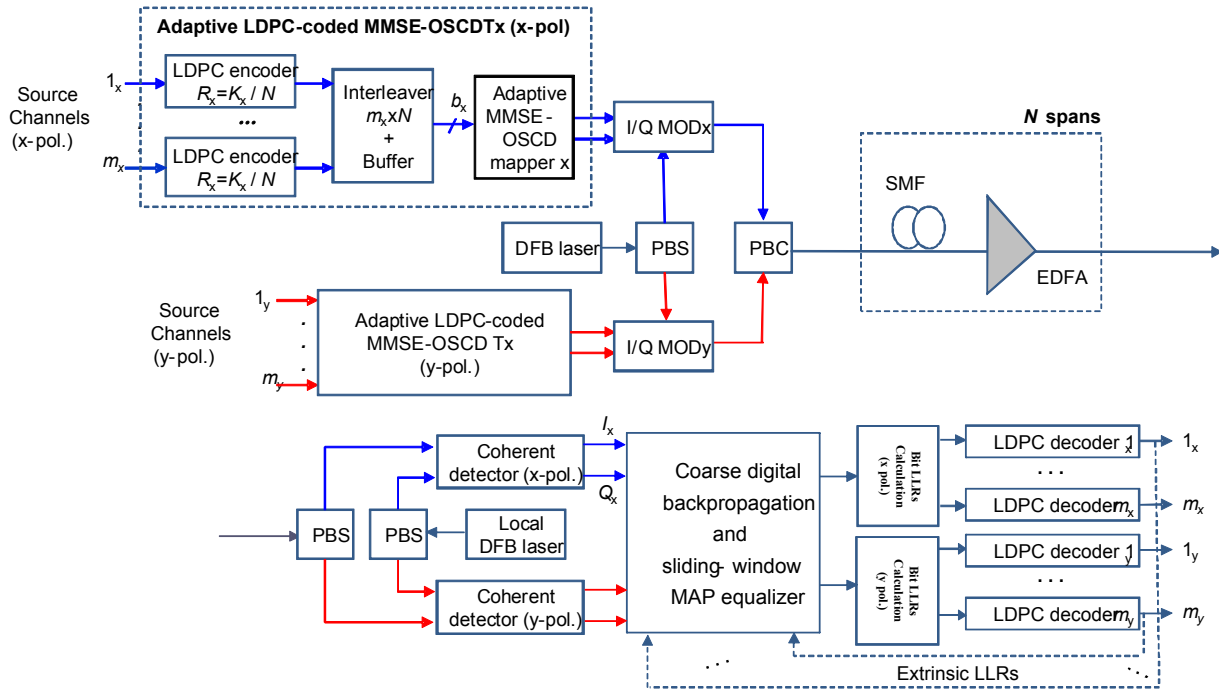 Adaptive LDPC-coded MMSE-OSCDTx (x-pol)
Source
Channels
(x-pol.)
1x
mx
LDPC encoder
Rx=Kx / N
...
LDPC encoder
Rx=Kx / N
Interleaver
mxxN
+
Buffer
bx
Adaptive
MMSE-
OSCD
mapper x
I/Q MODx
N spans
SMF
EDFA
DFB laser
PBS
PBC
Source
Channels
(y-pol.)
1y
my
Adaptive LDPC-coded
MMSE-OSCD Tx
(y-pol.)
I/Q MODy
PBS
PBS
Coherent
detector (x-pol.)
Ix
Qx
Local
DFB laser
Coherent
detector (y-pol.)
Coarse digital
backpropagation
and
sliding- window
MAP equalizer
Bit LLRs
Calculation
(x pol.)
Bit LLRs
Calculation
(y pol.)
LDPC decoder 1x
1x
. . .
LDPC decoder mx
mx
LDPC decoder 1y
1y
. . .
LDPC decoder my
my
. . .
Extrinsic LLRs
. . .